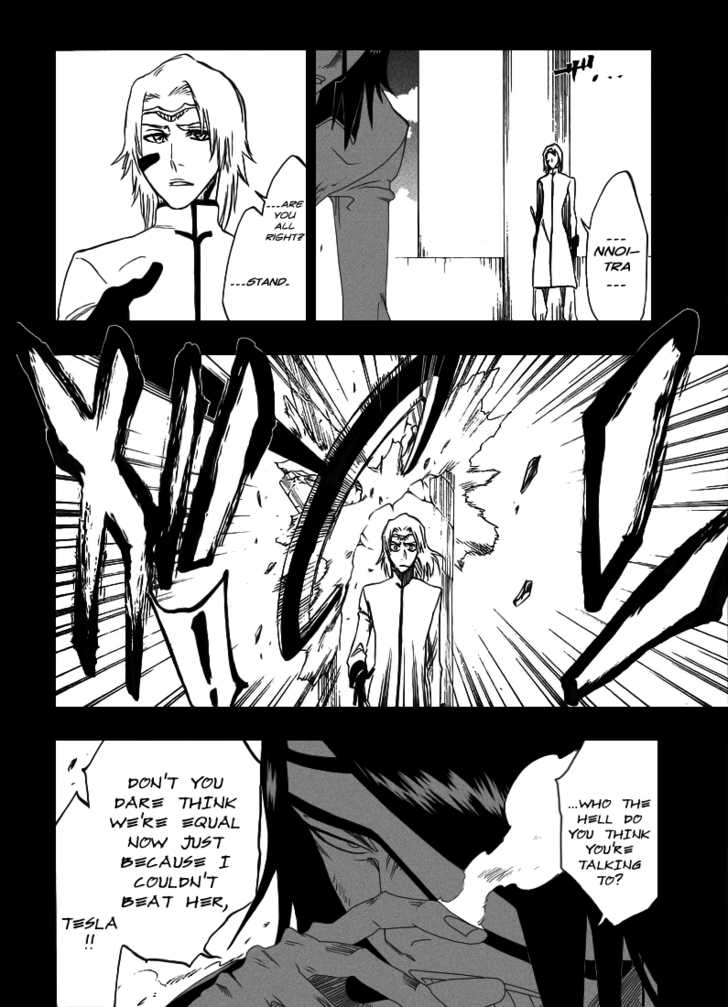 ---
NNOI-
TRA
---
---ARE
YOU
ALL
RIGHT?
---STAND.
...WHO THE
HELL DO
YOU THINK
YOU'RE
TALKING
TO?
DON'T YOU
DARE THINK
WE'RE EQUAL
NOW JUST
BECAUSE I
COULDN'T
BEAT HER,
TESLA
!!